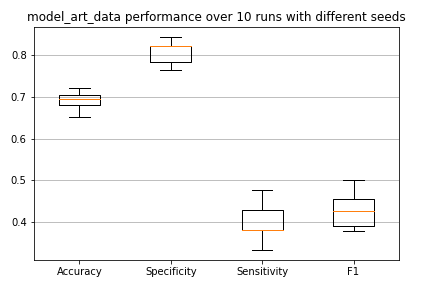 model_art_data performance over 10 runs with different seeds
0.8
0.7
0.6
0.5
0.4
Accuracy Specificity Sensitivity F1